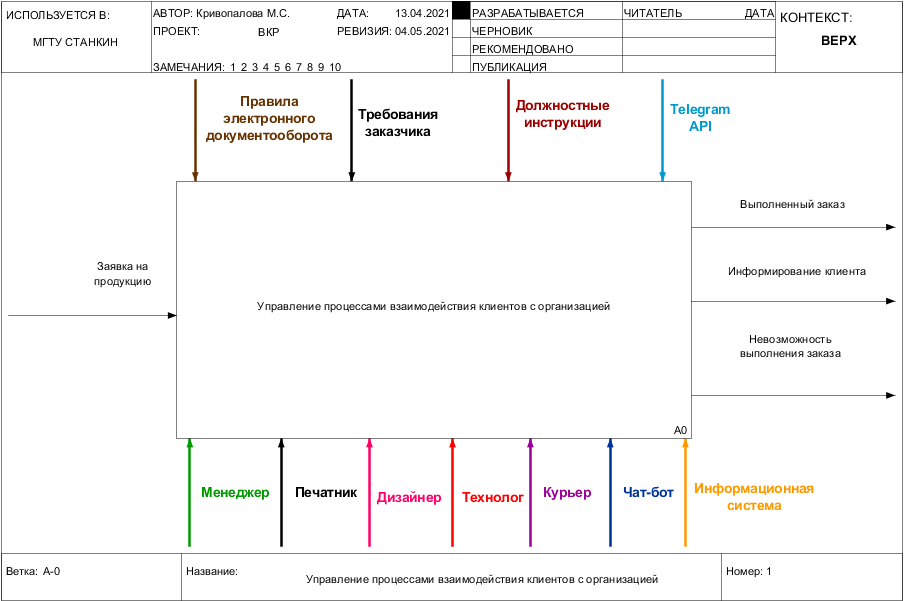 ИСПОЛЬЗУЕТСЯ В:
МГТУ СТАНКИН
АВТОР: Кривопалова М.С.
ДАТА: 13.04.2021
ПРОЕКТ: ВКР
РЕВИЗИЯ: 04.05.2021
ЗАМЕЧАНИЯ: 1 2 3 4 5 6 7 8 9 10
РАЗРАБАТЫВАЕТСЯ
ЧЕРНОВИК
РЕКОМЕНДОВАНО
ПУБЛИКАЦИЯ
ЧИТАТЕЛЬ ДАТА
КОНТЕКСТ:
ВЕРХ
Правила
электронного
документооборота
Требования
заказчика
Должностные
инструкции
Telegram
API
Заявка на
продукцию
Управление процессами взаимодействия клиентов с организацией
A0
Выполненный заказ
Информирование клиента
Невозможность
выполнения заказа
Менеджер
Печатник
Дизайнер
Технолог
Курьер
Чат-бот
Информационная
система
Ветка: А-0
Название:
Управление процессами взаимодействия клиентов с организацией
Номер: 1